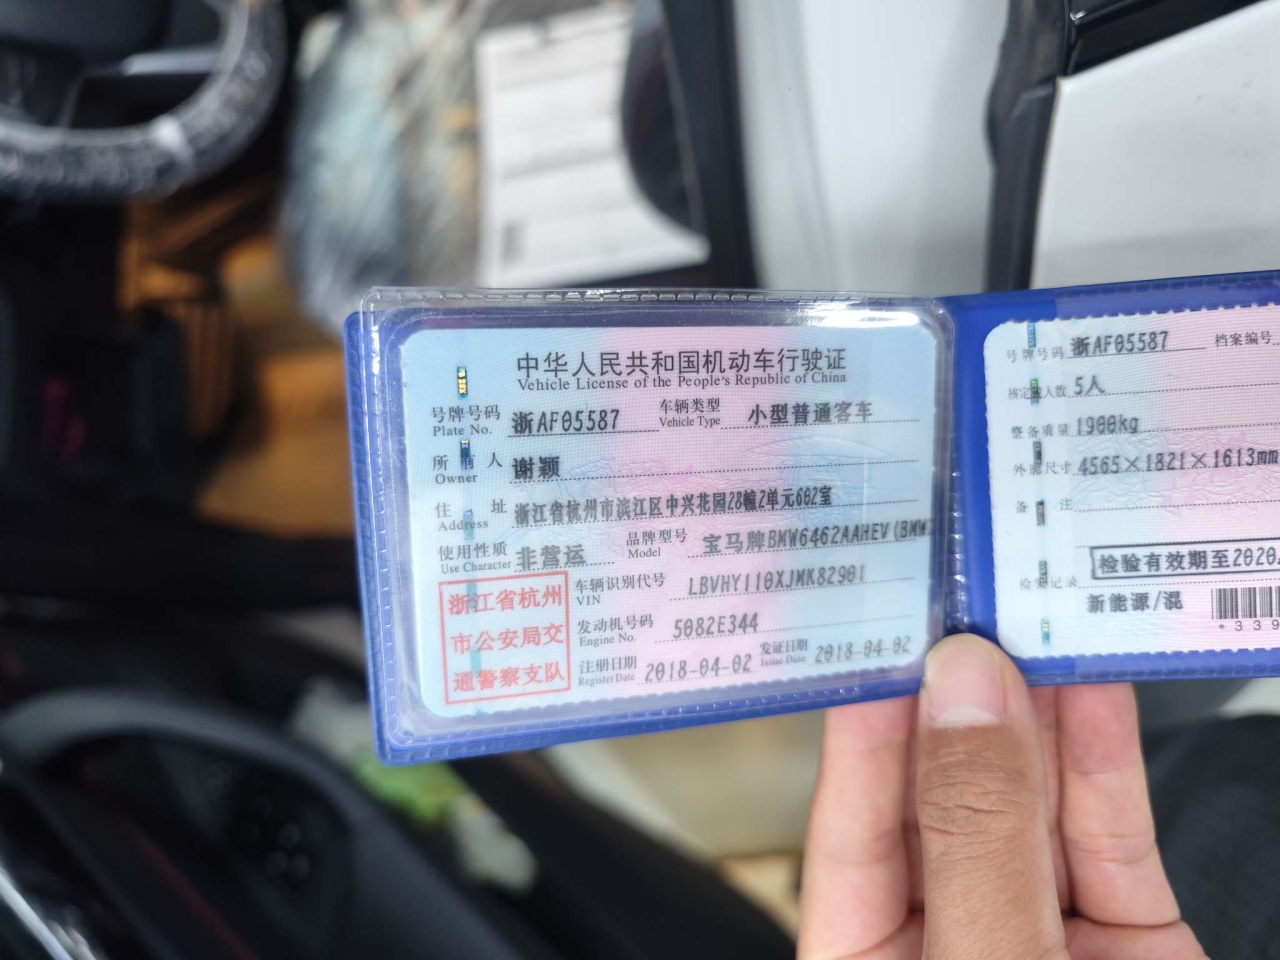 中华人民共和国机动车行驶证
Vehicle License of the People's Republic of China
号牌号码 浙AF05587 车辆类型 小型普通客车
Plate No. Vehicle Type
所有人 谢颖
Owner
住址 浙江省杭州市滨江区中兴花园28幢2单元602室
Address
使用性质 非营运 品牌型号 宝马牌BMW6462AAHEV(BMW
Use Character Model
浙江省杭州
市公安局交
通警察支队
车辆识别代号 LBVHY110XJMK82901
VIN
发动机号码 5082E344
Engine No.
注册日期 2018-04-02 发证日期 2018-04-02
Register Date Issue Date
号牌号码 浙AF05587 档案编号
核定载人数 5人
整备质量 1900kg
外廓尺寸 4565×1821×1613mm
备注
检验有效期至2020
检验记录
新能源/混
*339